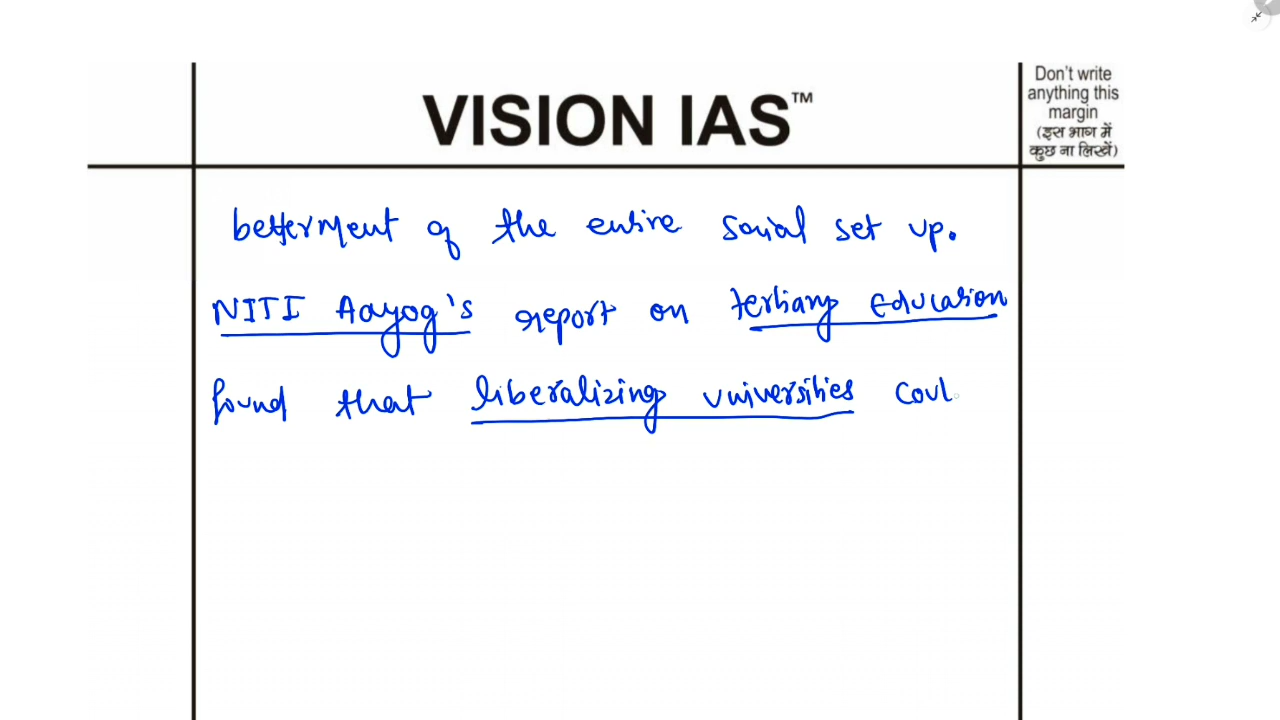 VISION IAS™
Don't write
anything this
margin
(इस भाग में
कुछ ना लिखें)
betterment of the entire social set up.
NITI Aayog's report on tertiary Education
found that liberalizing universities coul